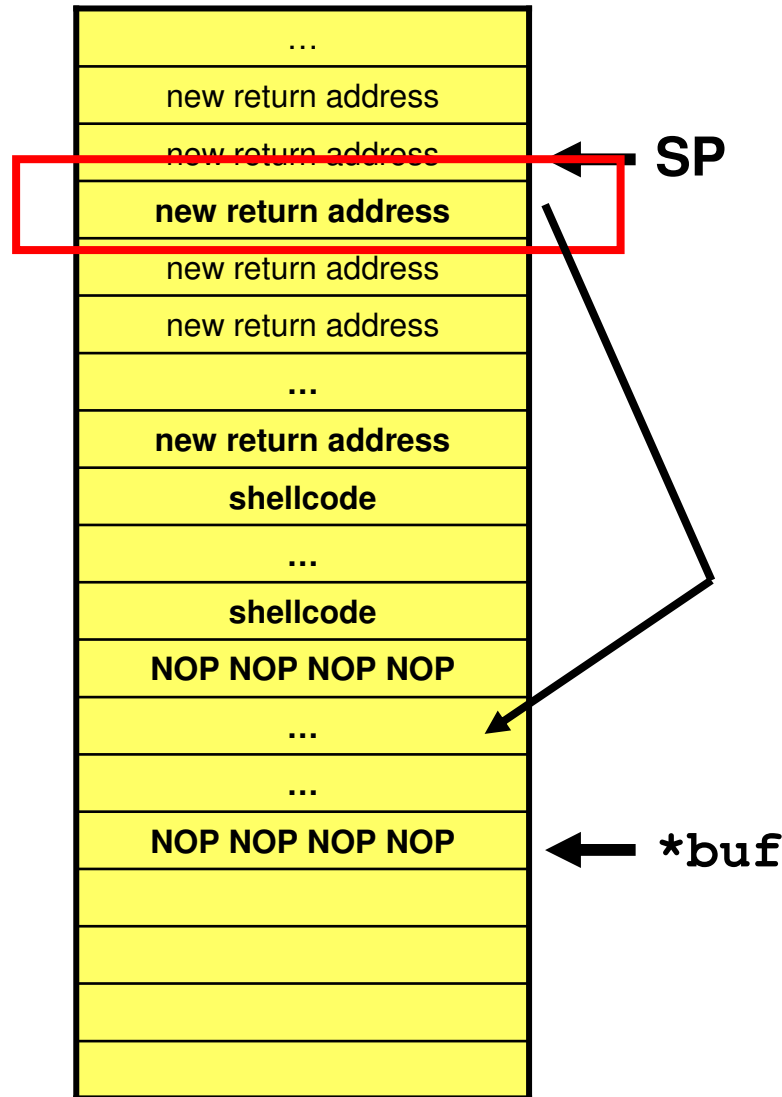 …
new return address
new return address
SP
new return address
new return address
new return address
...
new return address
shellcode
...
shellcode
NOP NOP NOP NOP
...
...
NOP NOP NOP NOP
*buf